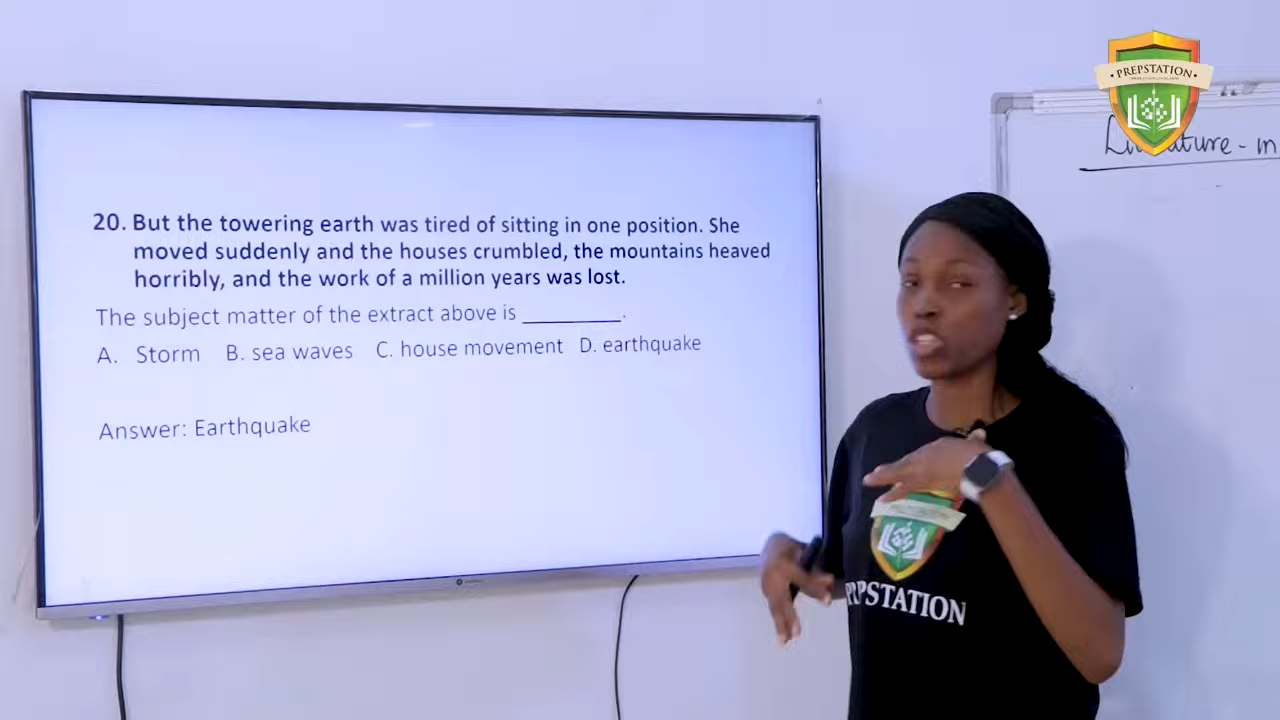 PREPSTATION
20. But the towering earth was tired of sitting in one position. She
moved suddenly and the houses crumbled, the mountains heaved
horribly, and the work of a million years was lost.
The subject matter of the extract above is _________.
A. Storm B. sea waves C. house movement D. earthquake
Answer: Earthquake
PREPSTATION